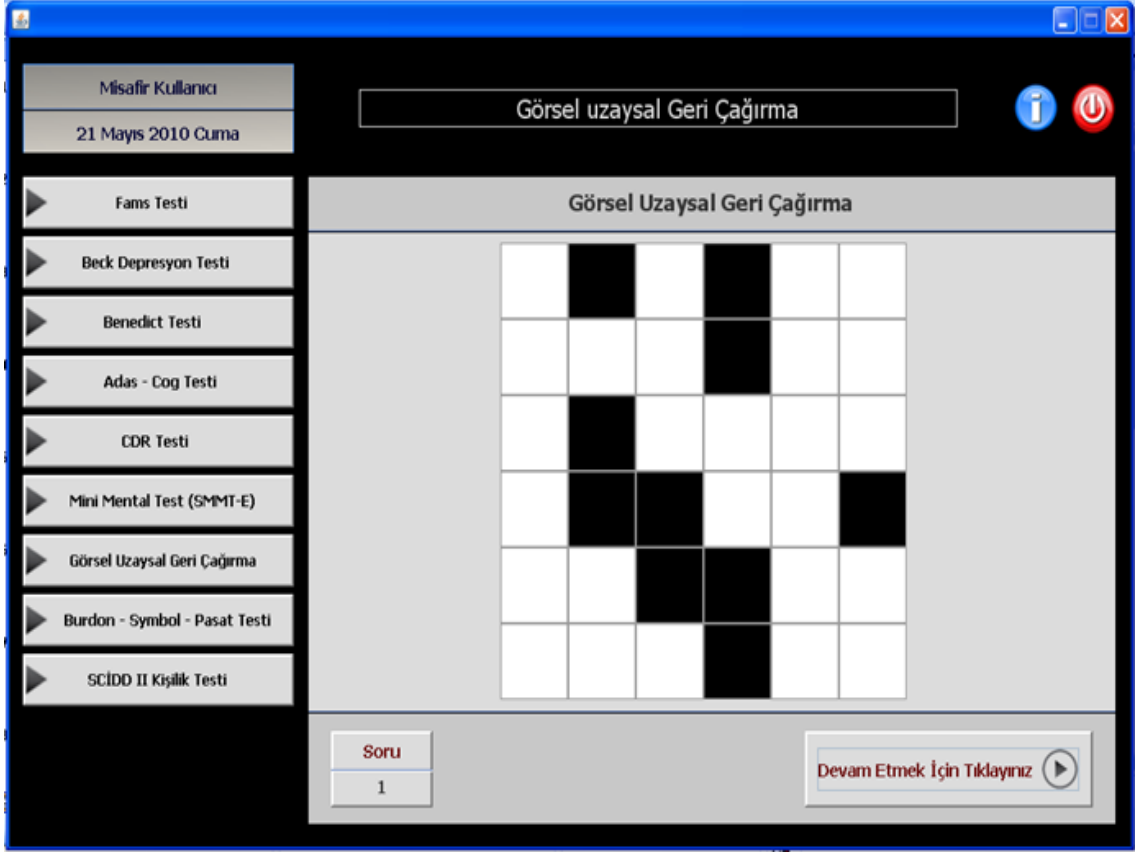 Misafir Kullanıcı
21 Mayıs 2010 Cuma
Görsel uzaysal Geri Çağırma
Fams Testi
Beck Depresyon Testi
Benedict Testi
Adas - Cog Testi
CDR Testi
Mini Mental Test (SMMT-E)
Görsel Uzaysal Geri Çağırma
Burdon - Symbol - Pasat Testi
SCİDD II Kişilik Testi
Görsel Uzaysal Geri Çağırma
Soru
1
Devam Etmek İçin Tıklayınız